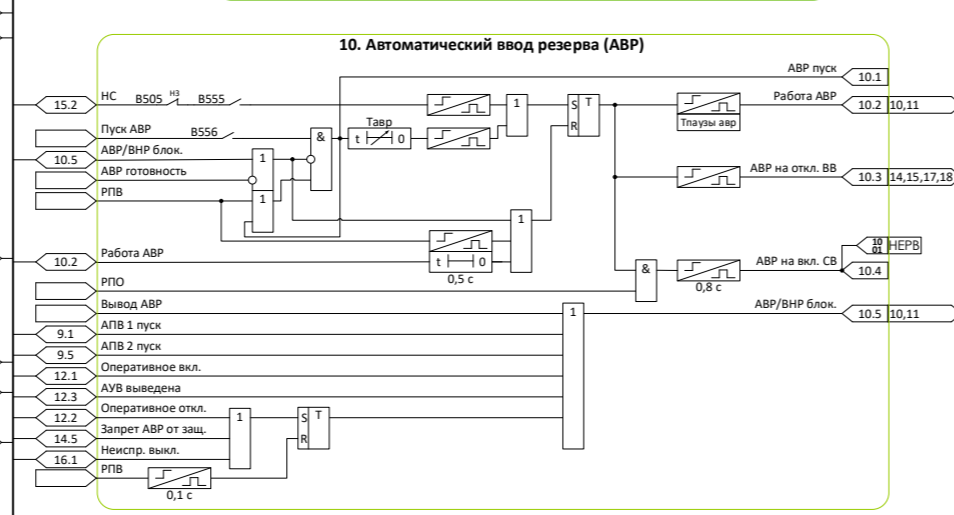 10. Автоматический ввод резерва (АВР)
АВР пуск
10.1
15.2
НС
B505
нз
B555
1
S
T
R
Работа АВР
10.2
10,11
Тпаузы авр
Пуск АВР
B556
&
Тавр
t
0
10.5
АВР/ВНР блок.
1
АВР готовность
РПВ
1
АВР на откл. ВВ
10.3
14,15,17,18
1
10.2
Работа АВР
t
0
0,5 с
&
0,8 с
АВР на вкл. СВ
10
01
НЕРВ
10.4
РПО
Вывод АВР
1
АВР/ВНР блок.
10.5
10,11
9.1
АПВ 1 пуск
9.5
АПВ 2 пуск
12.1
Оперативное вкл.
12.3
АУВ выведена
12.2
Оперативное откл.
1
S
T
R
14.5
Запрет АВР от защ.
16.1
Неиспр. выкл.
РПВ
0,1 с